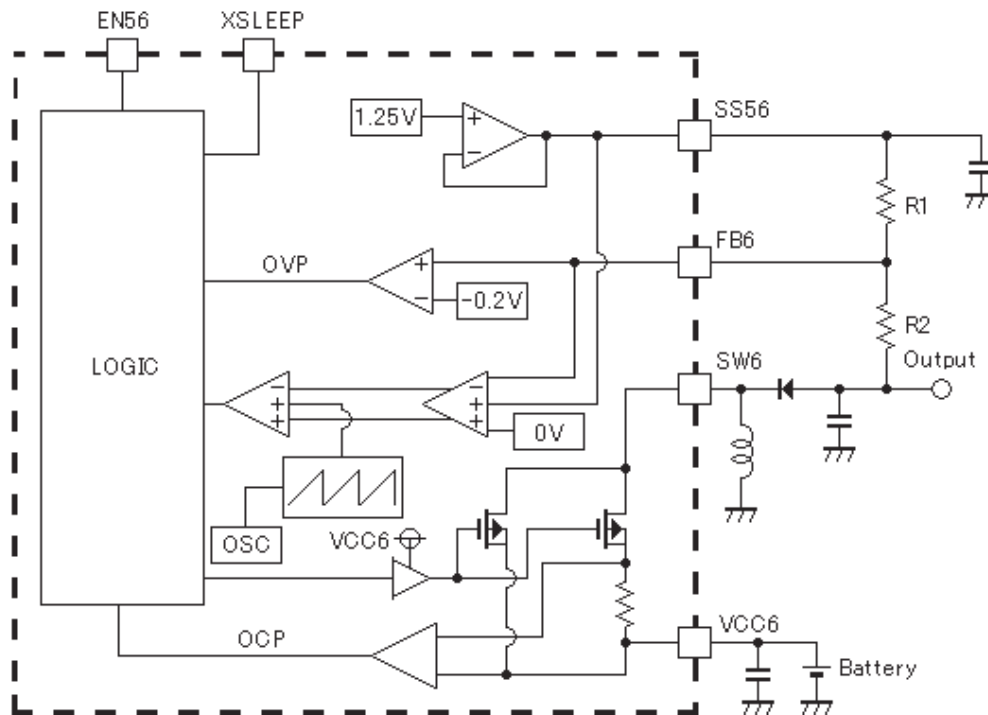 EN56
XSLEEP
1.25V
+
−
SS56
R1
FB6
OVP
+
−
-0.2V
R2
LOGIC
SW6
Output
−
+
+
−
+
+
0V
OSC
VCC6
OCP
VCC6
Battery